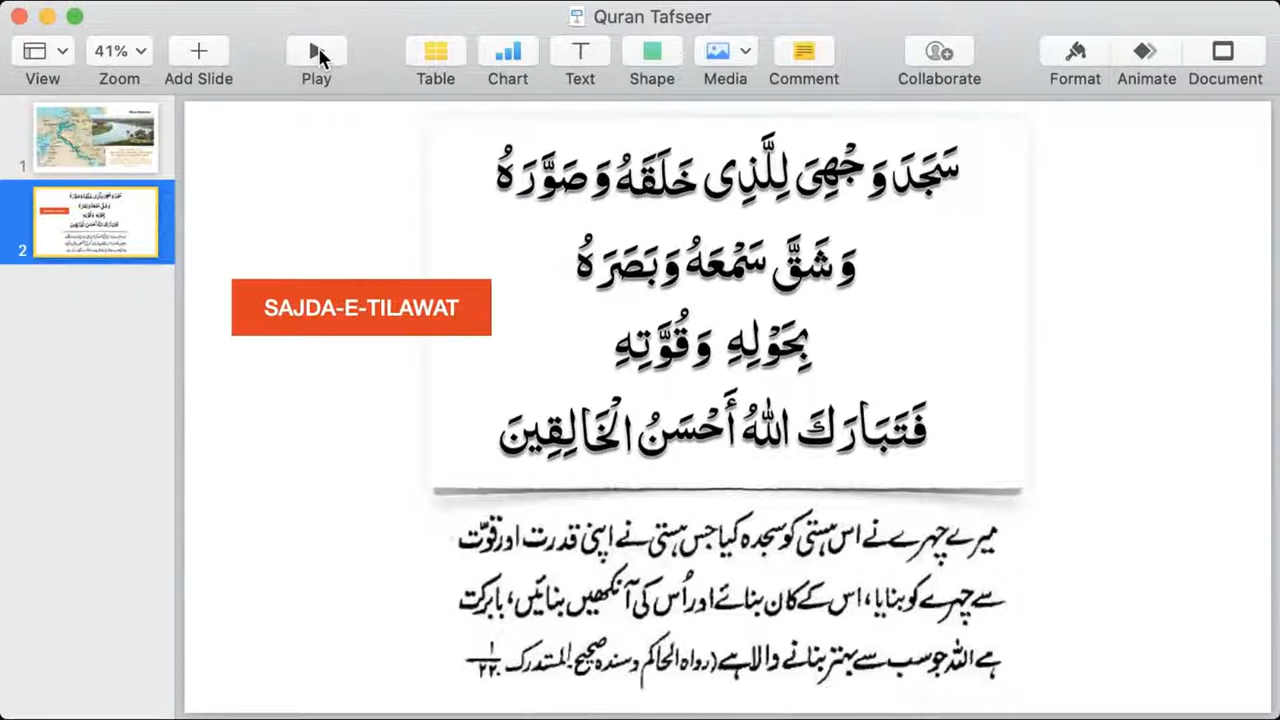 Quran Tafseer
41%
View
Zoom
Add Slide
Play
Table
Chart
Text
Shape
Media
Comment
Collaborate
Format
Animate
Document
1
2
سَجَدَ وَجْهِيَ لِلَّذِى خَلَقَهُ وَصَوَّرَهُ
وَشَقَّ سَمْعَهُ وَبَصَرَهُ
SAJDA-E-TILAWAT
بِحَوْلِهِ وَقُوَّتِهِ
فَتَبَارَكَ اللهُ أَحْسَنُ الْخَالِقِينَ
میرے چہرے نے اس ہستی کو سجدہ کیا جس ہستی نے اپنی قدرت اور قوّت
سے چہرے کو بنایا، اس کے کان بنائے اور اُس کی آنکھیں بنائیں، بابرکت
ہے اللہ جو سب سے بہتر بنانے والا ہے (رواہ الحاکم وسندہ صحیح المستدرک